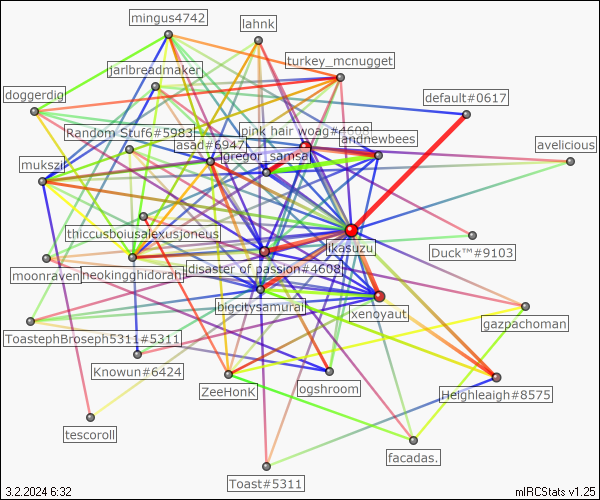 mingus4742
lahnk
turkey_mcnugget
jarlbreadmaker
doggerdig
default#0617
pink hair woag#4608
Random Stuf6#5983
andrewbees
asad#6947
avelicious
gregor_samsa
mukszi
thiccusboiusalexusjoneus
ikasuzu
Duck™#9103
moonraven
neokingghidorah
disaster of passion#4608
bigcitysamurai
xenoyaut
gazpachoman
ToastephBroseph5311#5311
Knowun#6424
ZeeHonk
ogshroom
Heighleigh#8575
tescoroll
facadas.
Toast#5311
3.2.2024 6:32
mIRCStats v1.25